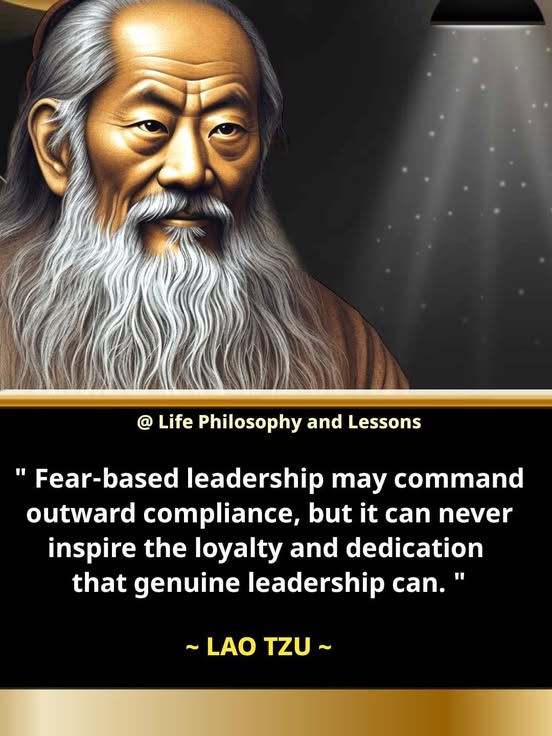 @ Life Philosophy and Lessons
" Fear-based leadership may command
outward compliance, but it can never
inspire the loyalty and dedication
that genuine leadership can. "
~ LAO TZU ~